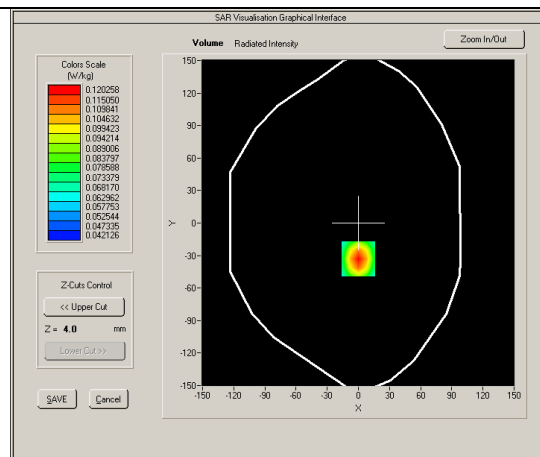 SAR Visualisation Graphical Interface
Volume Radiated Intensity
Zoom In/Out
Colors Scale
(W/kg)
0.120258
0.115050
0.109841
0.104632
0.099423
0.094214
0.089006
0.083797
0.078588
0.073379
0.068170
0.062962
0.057753
0.052544
0.047335
0.042126
Z-Cuts Control
<< Upper Cut
Z = 4.0 mm
Lower Cut >>
SAVE Cancel
150
120
90
60
30
Y 0
-30
-60
-90
-120
-150
-150 -120 -90 -60 -30 0 30 60 90 120 150
X